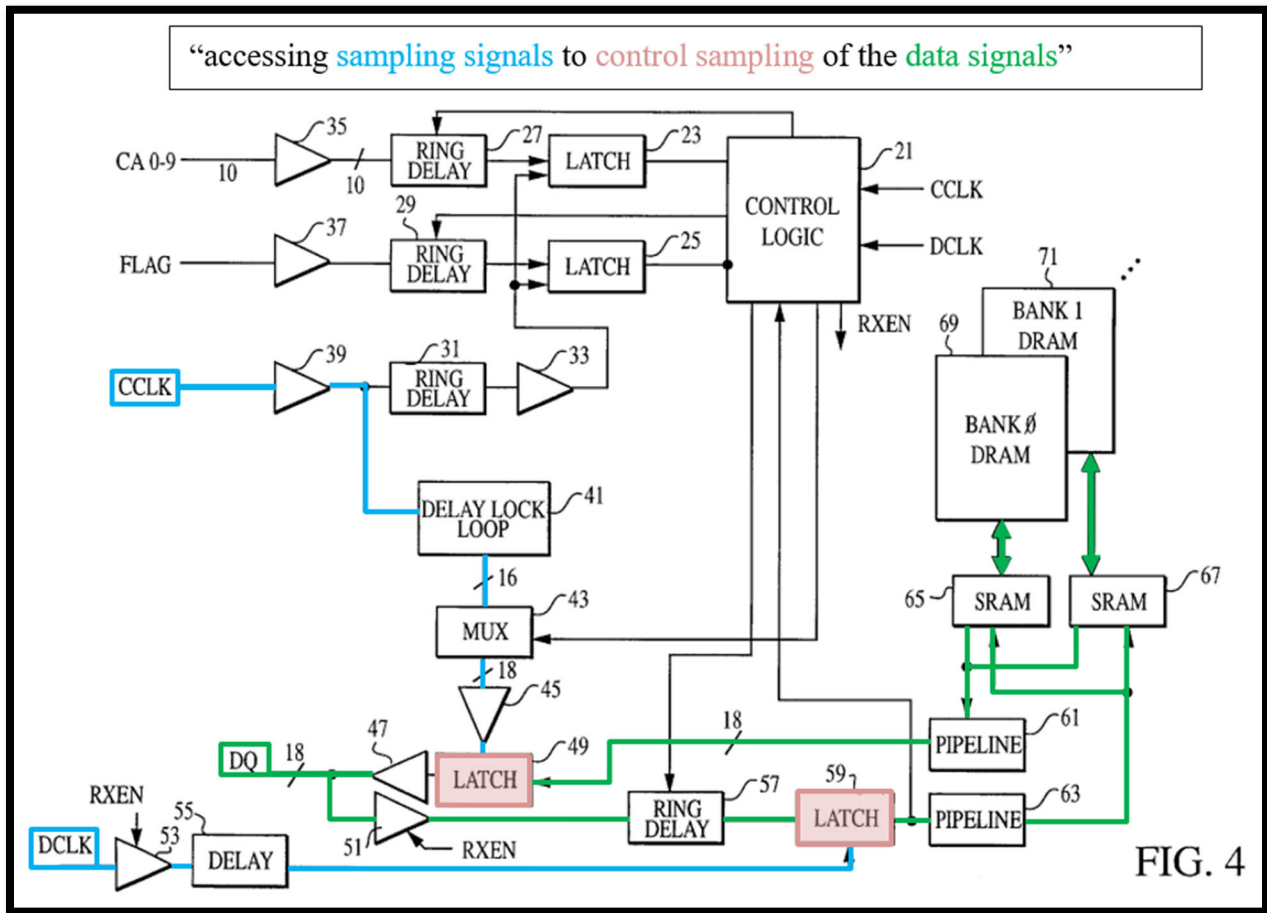 “accessing sampling signals to control sampling of the data signals”
CA 0-9
10
35
10
RING
DELAY
27
LATCH
23
CONTROL
LOGIC
21
CCLK
DCLK
RXEN
FLAG
37
29
RING
DELAY
LATCH
25
71
BANK 1
DRAM
69
BANK Ø
DRAM
CCLK
39
31
RING
DELAY
33
DELAY LOCK
LOOP
41
16
MUX
43
18
45
65
SRAM
SRAM
67
DQ
18
47
LATCH
49
18
PIPELINE
61
RXEN
DCLK
53
55
DELAY
51
RXEN
RING
DELAY
57
59
LATCH
PIPELINE
63
FIG. 4